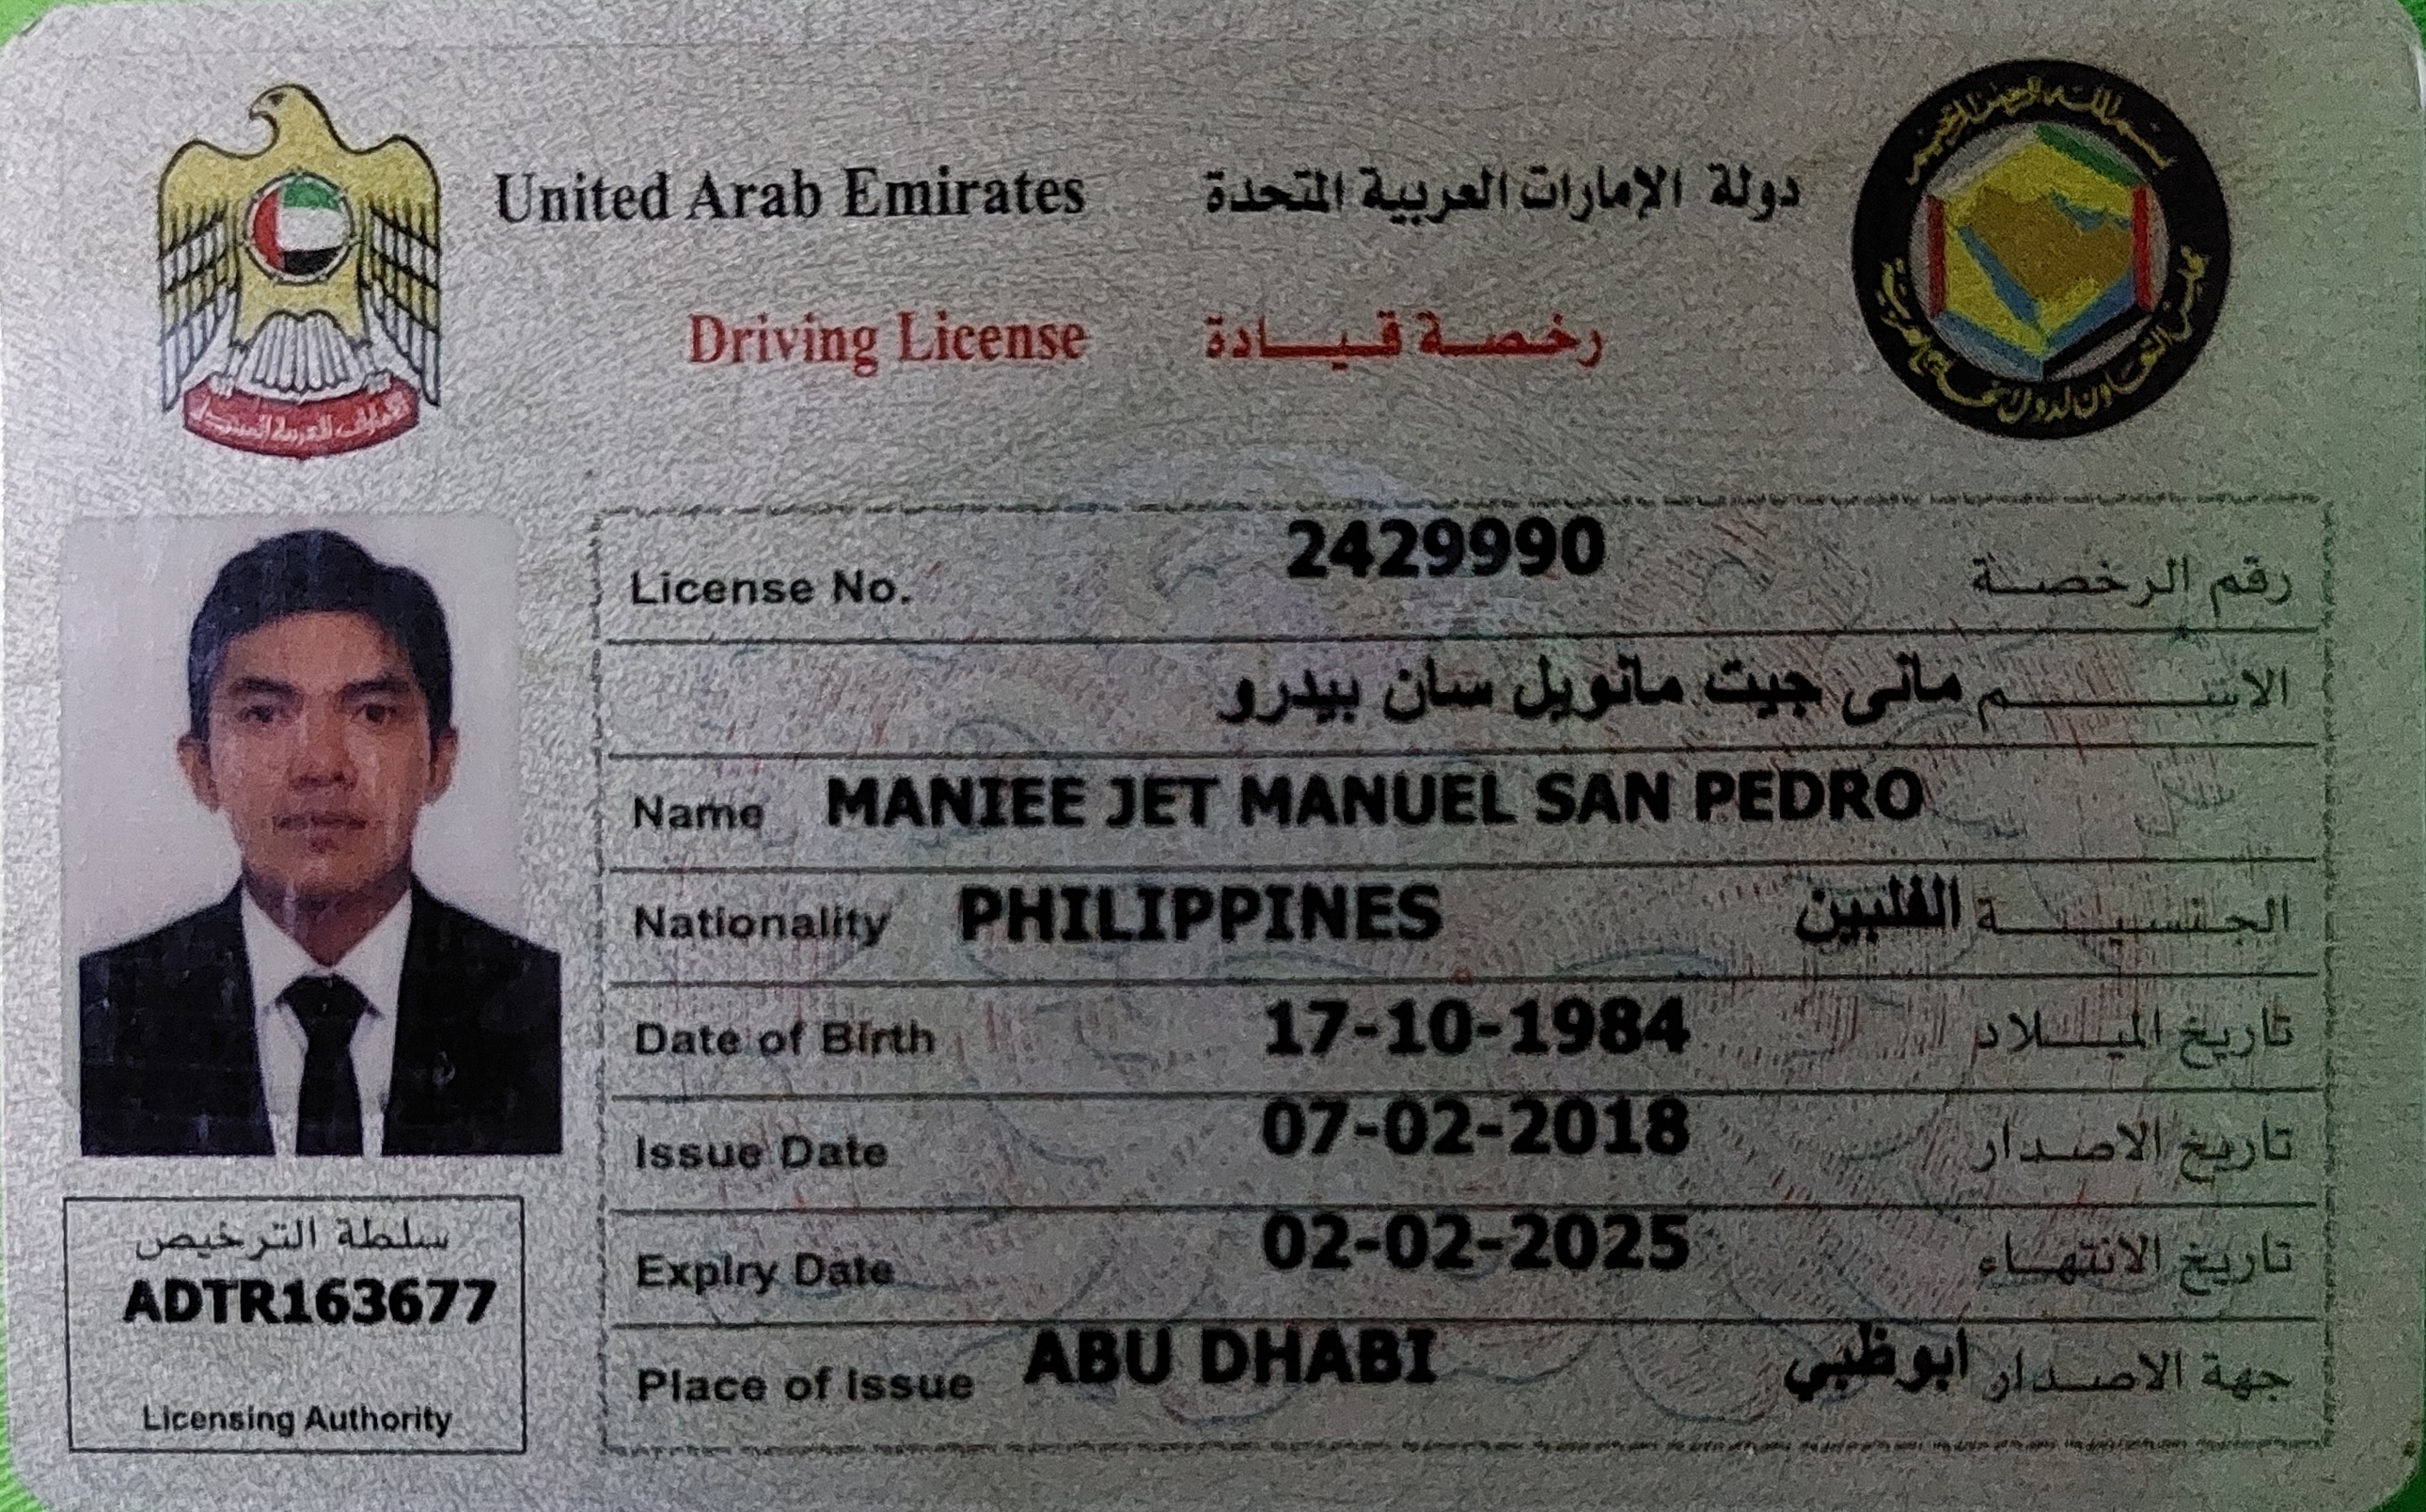 United Arab Emirates دولة الإمارات العربية المتحدة
Driving License رخصة قيادة
License No. 2429990 رقم الرخصة
الاسم مانى جيت مانويل سان بيدرو
Name MANIEE JET MANUEL SAN PEDRO
Nationality PHILIPPINES الجنسية الفلبين
Date of Birth 17-10-1984 تاريخ الميلاد
Issue Date 07-02-2018 تاريخ الاصدار
Expiry Date 02-02-2025 تاريخ الانتهاء
Place of Issue ABU DHABI جهة الاصدار ابوظبي
سلطة الترخيص
ADTR163677
Licensing Authority